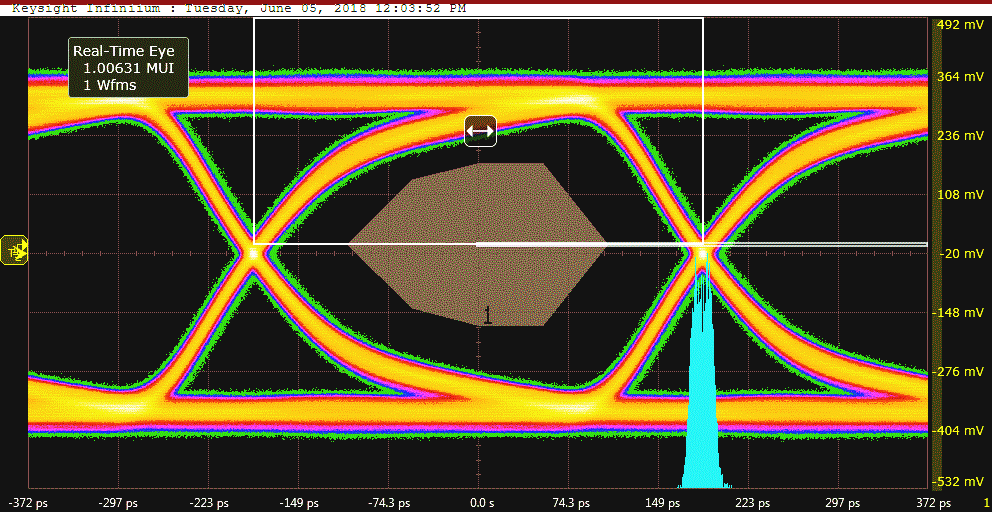 Keysight Infiniium : Tuesday, June 05, 2018 12:03:52 PM
Real-Time Eye
1.00631 MUI
1 Wfms
492 mV
364 mV
236 mV
108 mV
-20 mV
-148 mV
-276 mV
-404 mV
-532 mV
1
-372 ps -297 ps -223 ps -149 ps -74.3 ps 0.0 s 74.3 ps 149 ps 223 ps 297 ps 372 ps 1